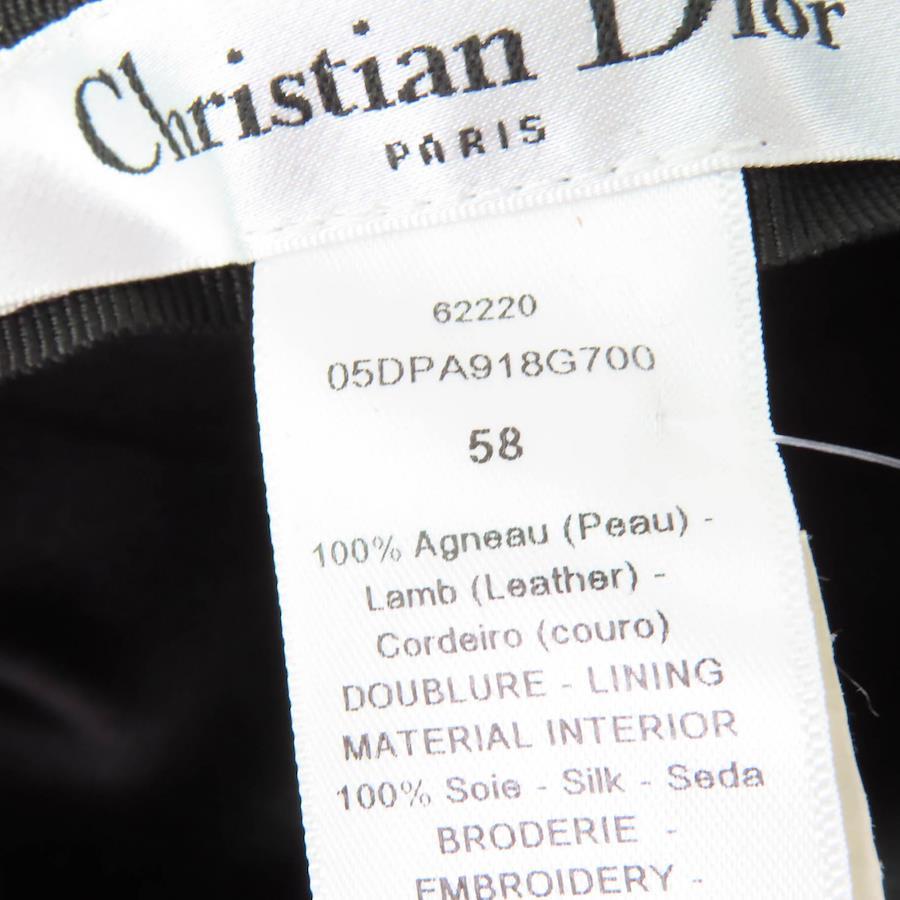 Christian Dior
PARIS
62220
05DPA918G700
58
100% Agneau (Peau) -
Lamb (Leather) -
Cordeiro (couro)
DOUBLURE - LINING
MATERIAL INTERIOR
100% Soie - Silk - Seda
BRODERIE -
EMBROIDERY -